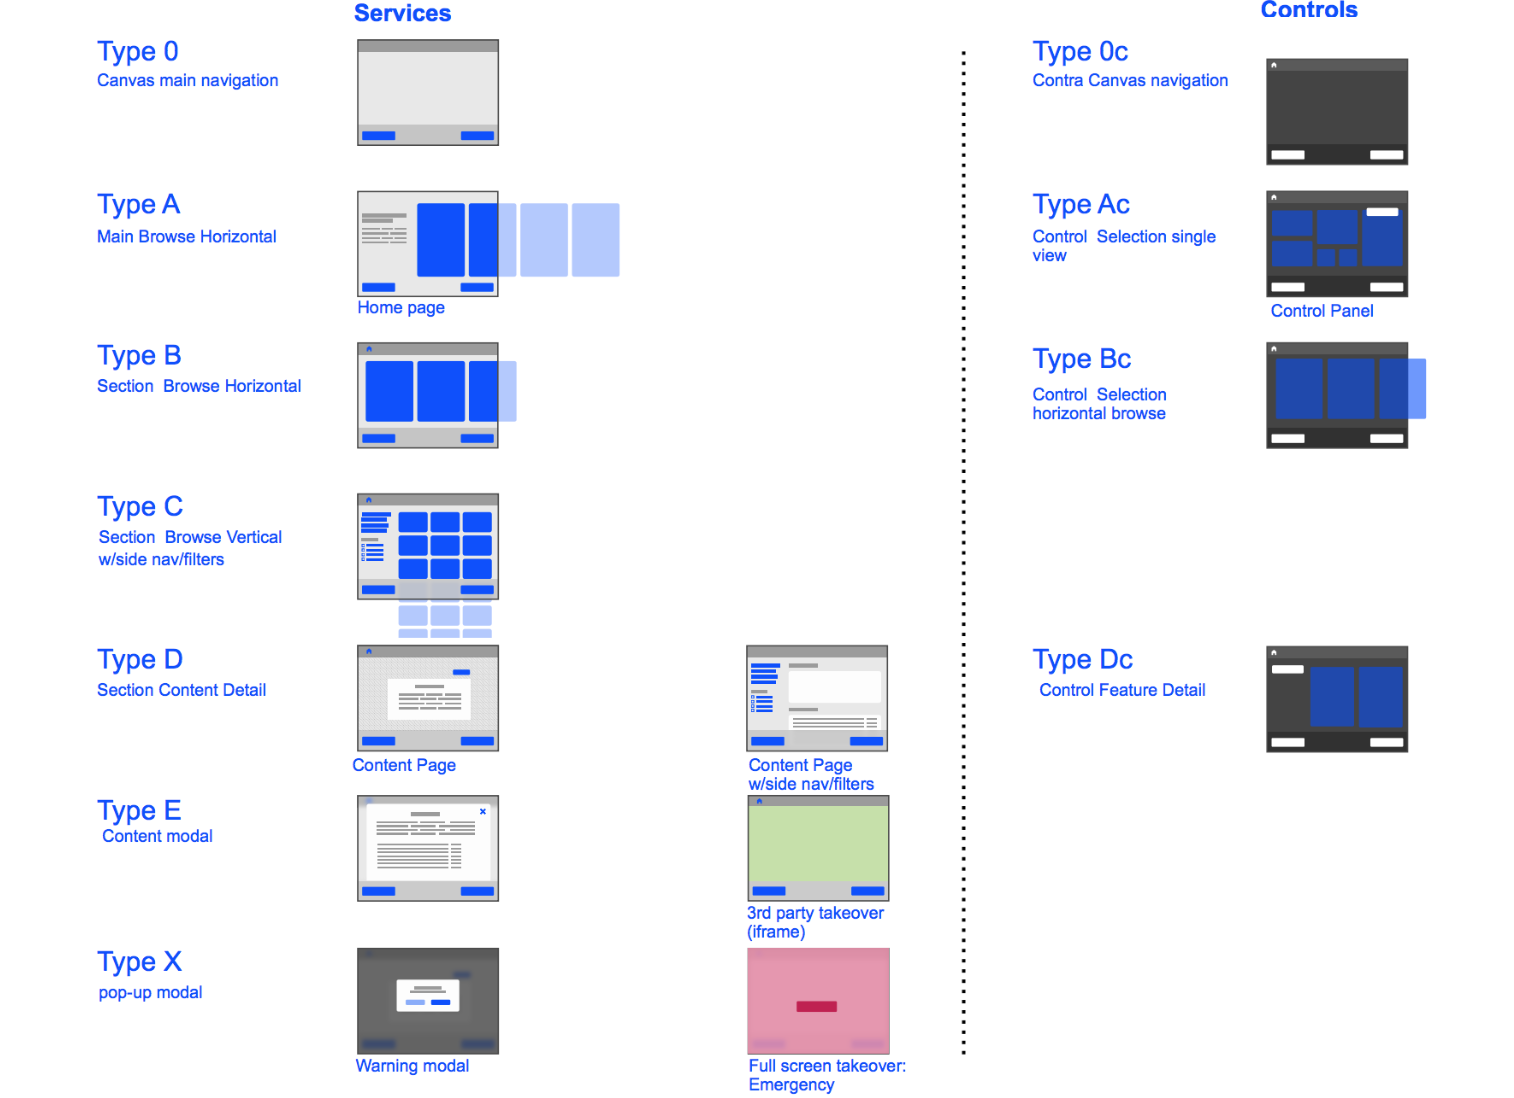 Services
Controls
Type 0
Canvas main navigation
Type 0c
Contra Canvas navigation
Type A
Main Browse Horizontal
Home page
Type Ac
Control  Selection single
view
Control Panel
Type B
Section  Browse Horizontal
Type Bc
Control  Selection
horizontal browse
Type C
Section  Browse Vertical
w/side nav/filters
Type D
Section Content Detail
Content Page
Content Page
w/side nav/filters
Type Dc
Control Feature Detail
Type E
Content modal
3rd party takeover
(iframe)
Type X
pop-up modal
Warning modal
Full screen takeover:
Emergency